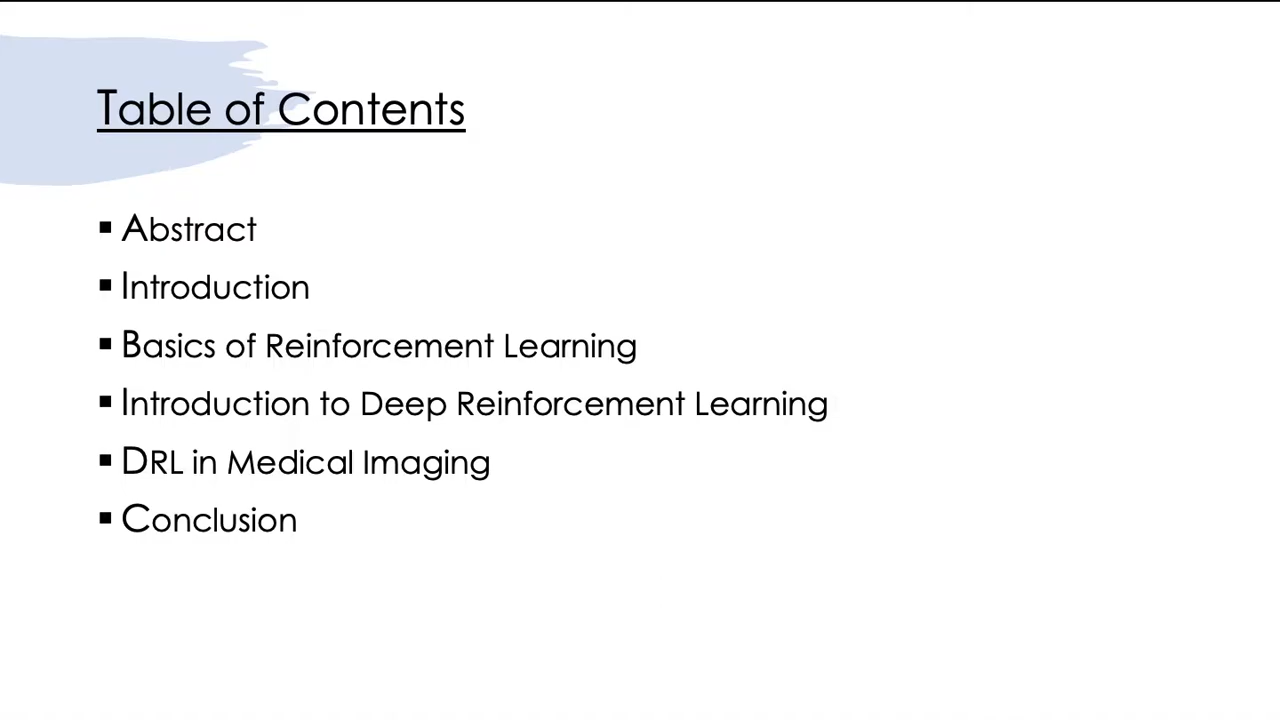 Table of Contents
▪ Abstract
▪ Introduction
▪ Basics of Reinforcement Learning
▪ Introduction to Deep Reinforcement Learning
▪ DRL in Medical Imaging
▪ Conclusion